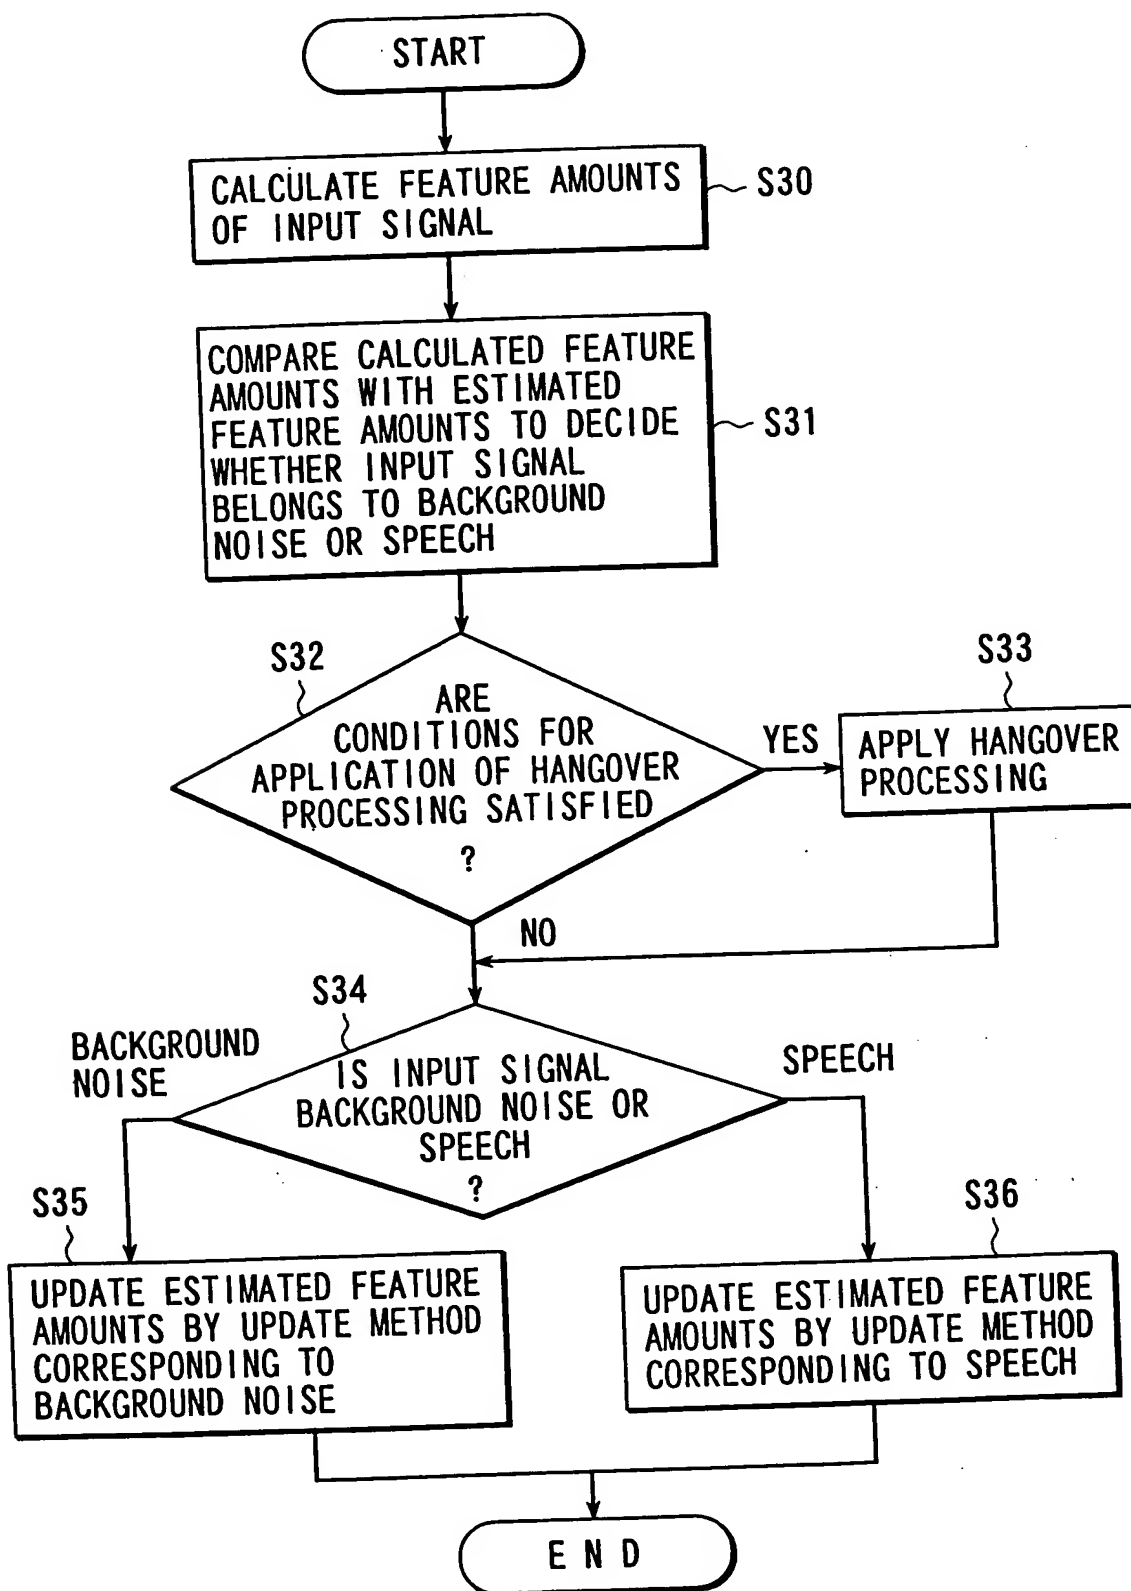 START
CALCULATE FEATURE AMOUNTS
OF INPUT SIGNAL
S30
COMPARE CALCULATED FEATURE
AMOUNTS WITH ESTIMATED
FEATURE AMOUNTS TO DECIDE
WHETHER INPUT SIGNAL
BELONGS TO BACKGROUND
NOISE OR SPEECH
S31
S32
ARE
CONDITIONS FOR
APPLICATION OF HANGOVER
PROCESSING SATISFIED
?
YES
S33
APPLY HANGOVER
PROCESSING
NO
S34
BACKGROUND
NOISE
IS INPUT SIGNAL
BACKGROUND NOISE OR
SPEECH
?
SPEECH
S35
UPDATE ESTIMATED FEATURE
AMOUNTS BY UPDATE METHOD
CORRESPONDING TO
BACKGROUND NOISE
S36
UPDATE ESTIMATED FEATURE
AMOUNTS BY UPDATE METHOD
CORRESPONDING TO SPEECH
END